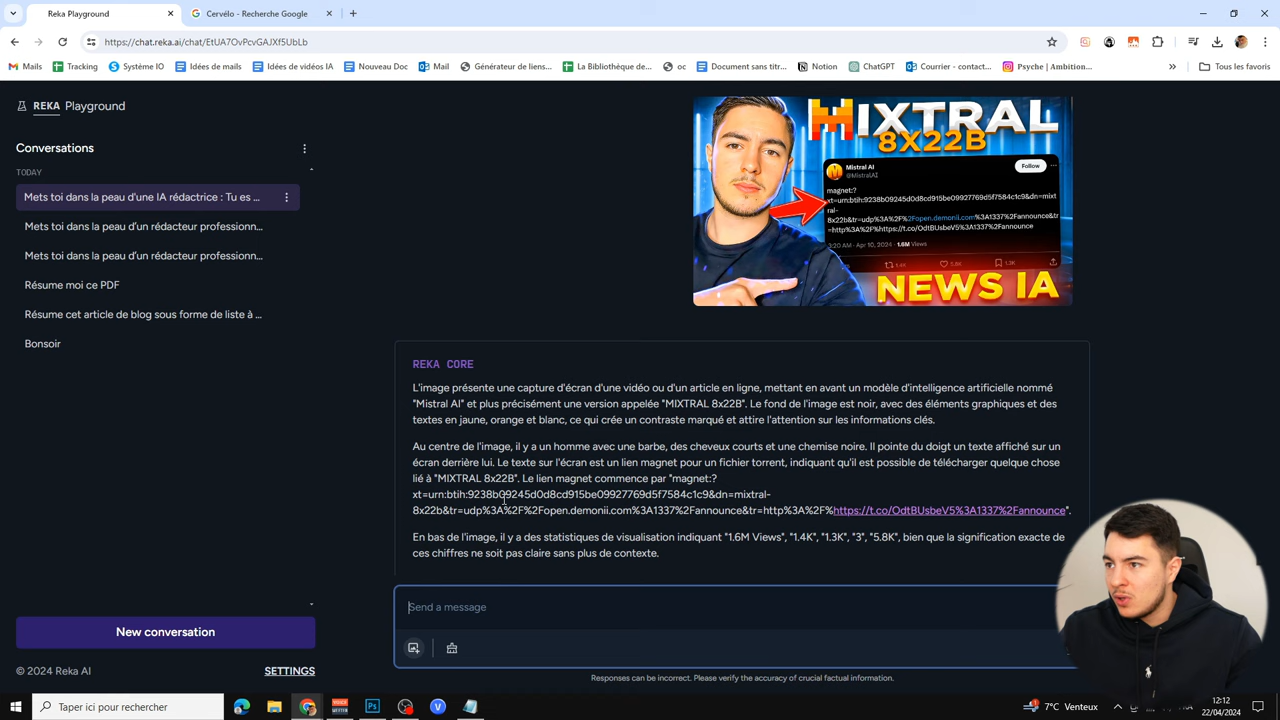 Reka Playground
Cervélo - Recherche Google
https://chat.reka.ai/chat/EtUA7OvPcvGAJXf5UbLb
Mails
Tracking
Système IO
Idées de mails
Idées de vidéos IA
Nouveau Doc
Mail
Générateur de liens...
La Bibliothèque de...
oc
Document sans titr...
Notion
ChatGPT
Courrier - contact...
Psyche | Ambition...
»
Tous les favoris
REKA Playground
Conversations
TODAY
Mets toi dans la peau d'une IA rédactrice : Tu es ...
Mets toi dans la peau d'un rédacteur professionn...
Mets toi dans la peau d'un rédacteur professionn...
Résume moi ce PDF
Résume cet article de blog sous forme de liste à ...
Bonsoir
New conversation
© 2024 Reka AI
SETTINGS
MIXTRAL
8X22B
Mistral AI
@MistralAI
Follow
magnet:?
xt=urn:btih:9238b09245d0d8cd915be09927769d5f7584c1c9&dn=mixt
ral-
8x22b&tr=udp%3A%2F%2Fopen.demonii.com%3A1337%2Fannounce&tr
=http%3A%2F%https://t.co/OdtBUsbeV5%3A1337%2Fannounce
3:20 AM · Apr 10, 2024 · 1.6M Views
1.4K
5.8K
1.3K
NEWS IA
REKA CORE
L'image présente une capture d'écran d'une vidéo ou d'un article en ligne, mettant en avant un modèle d'intelligence artificielle nommé
"Mistral AI" et plus précisément une version appelée "MIXTRAL 8x22B". Le fond de l'image est noir, avec des éléments graphiques et des
textes en jaune, orange et blanc, ce qui crée un contraste marqué et attire l'attention sur les informations clés.
Au centre de l'image, il y a un homme avec une barbe, des cheveux courts et une chemise noire. Il pointe du doigt un texte affiché sur un
écran derrière lui. Le texte sur l'écran est un lien magnet pour un fichier torrent, indiquant qu'il est possible de télécharger quelque chose
lié à "MIXTRAL 8x22B". Le lien magnet commence par "magnet:?
xt=urn:btih:9238b09245d0d8cd915be09927769d5f7584c1c9&dn=mixtral-
8x22b&tr=udp%3A%2F%2Fopen.demonii.com%3A1337%2Fannounce&tr=http%3A%2F%https://t.co/OdtBUsbeV5%3A1337%2Fannounce".
En bas de l'image, il y a des statistiques de visualisation indiquant "1.6M Views", "1.4K", "1.3K", "3", "5.8K", bien que la signification exacte de
ces chiffres ne soit pas claire sans plus de contexte.
Send a message
Responses can be incorrect. Please verify the accuracy of crucial factual information.
Taper ici pour rechercher
7°C Venteux
12:12
22/04/2024